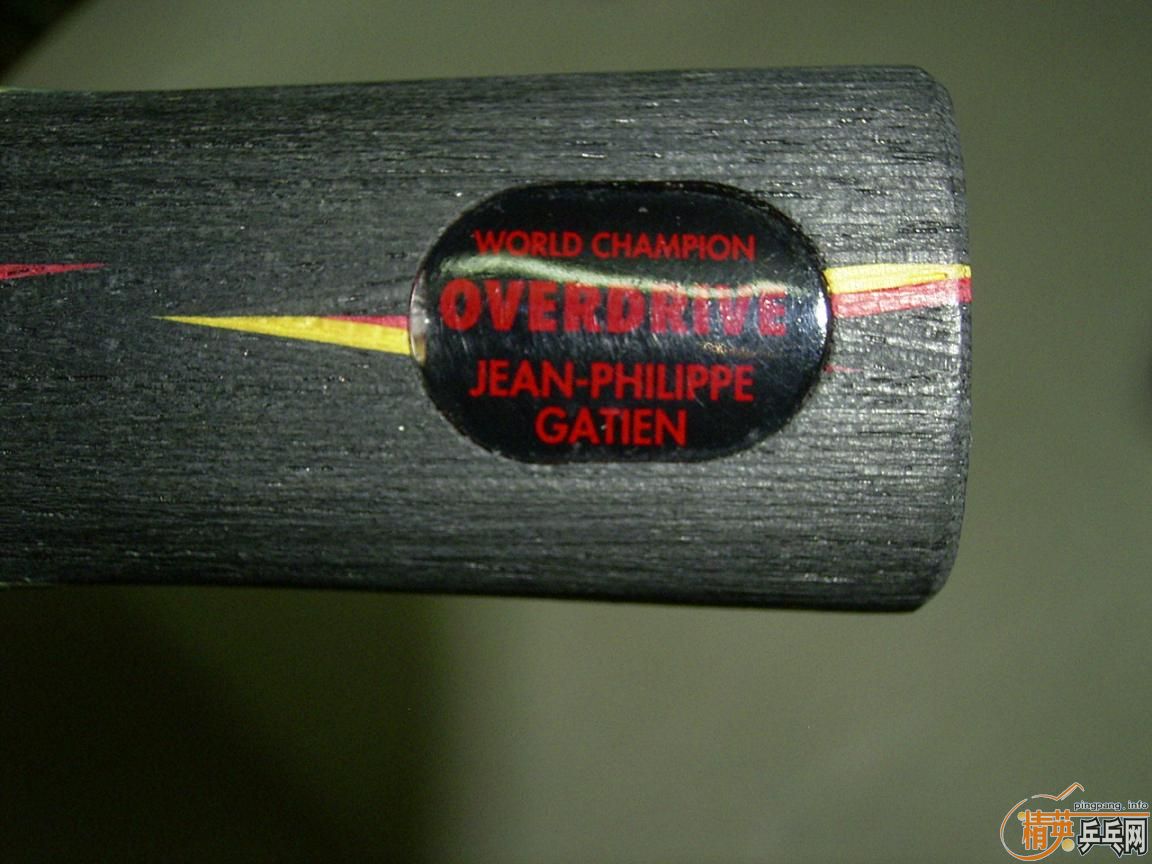 WORLD CHAMPION
OVERDRIVE
JEAN-PHILIPPE
GATIEN
pingpang.info
精英乒乓网